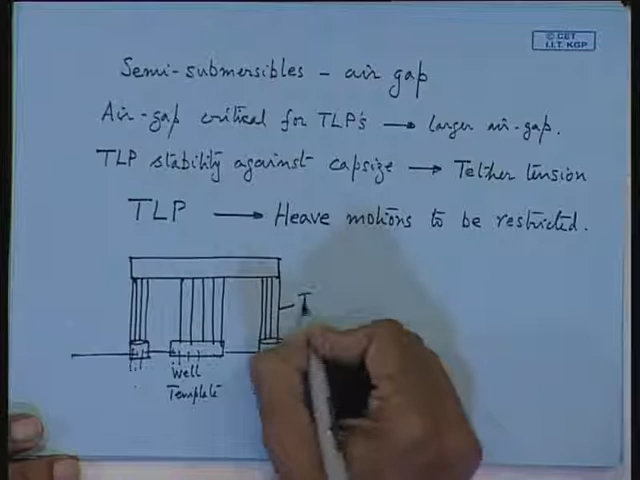 © CET
I.I.T. KGP
Semi-submersibles - air gap
Air-gap critical for TLP's → larger air-gap.
TLP stability against capsize → Tether tension
TLP → Heave motions to be restricted.
T
Well
Template